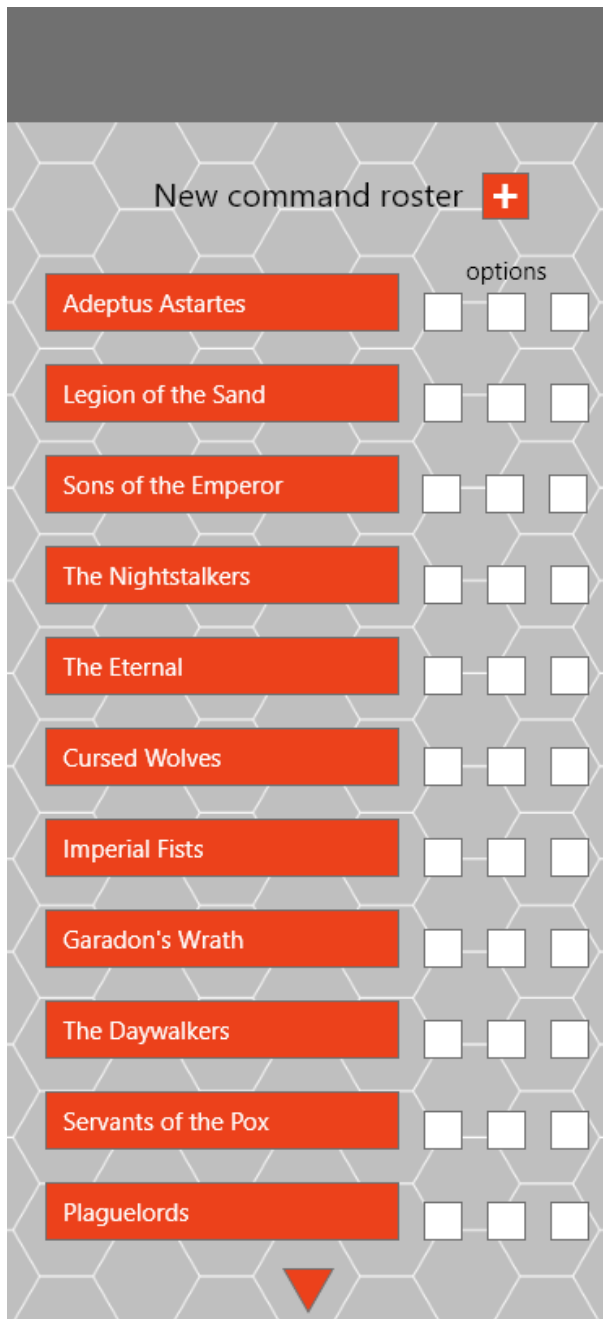 New command roster +
options
Adeptus Astartes
Legion of the Sand
Sons of the Emperor
The Nightstalkers
The Eternal
Cursed Wolves
Imperial Fists
Garadon's Wrath
The Daywalkers
Servants of the Pox
Plaguelords